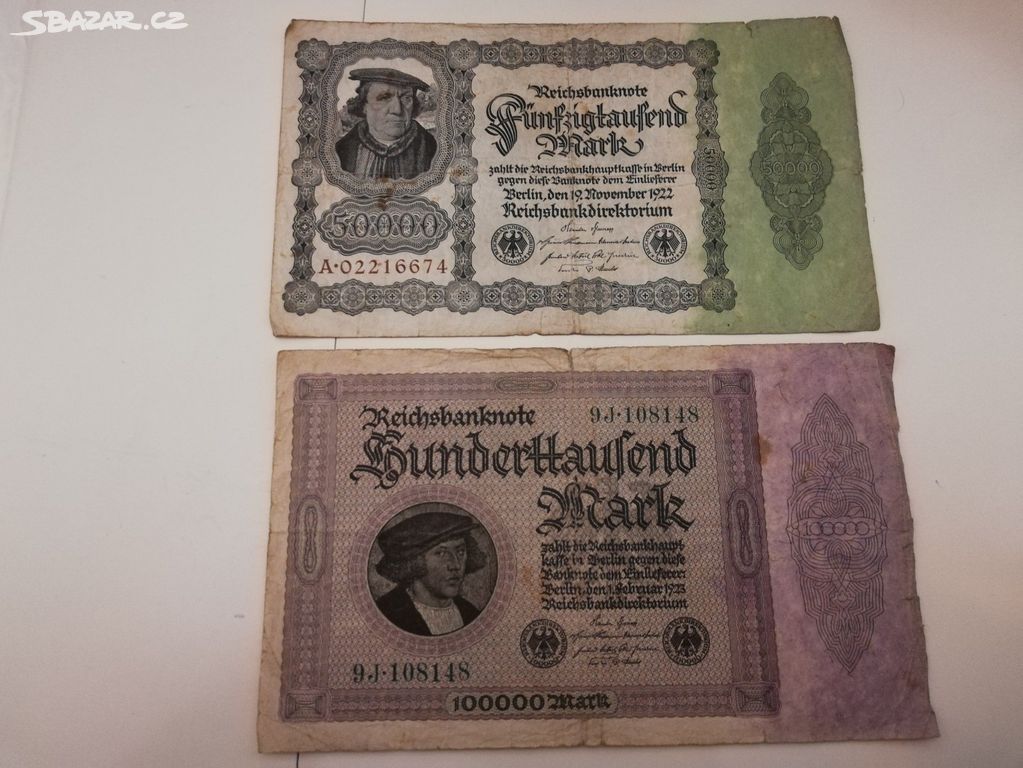 SBAZAR.CZ
Reichsbanknote
Fünfzigtausend
Mark
zahlt die Reichsbankhauptkasse in Berlin
gegen diese Banknote dem Einlieferer
Berlin, den 19. November 1922
Reichsbankdirektorium
50000
A·02216674
50000
50000
Reichsbanknote
9J·108148
Hunderttausend
Mark
zahlt die Reichsbankhaupt-
kasse in Berlin gegen diese
Banknote dem Einlieferer.
Berlin, den 1. Februar 1923
Reichsbankdirektorium
9J·108148
100000 Mark
100000